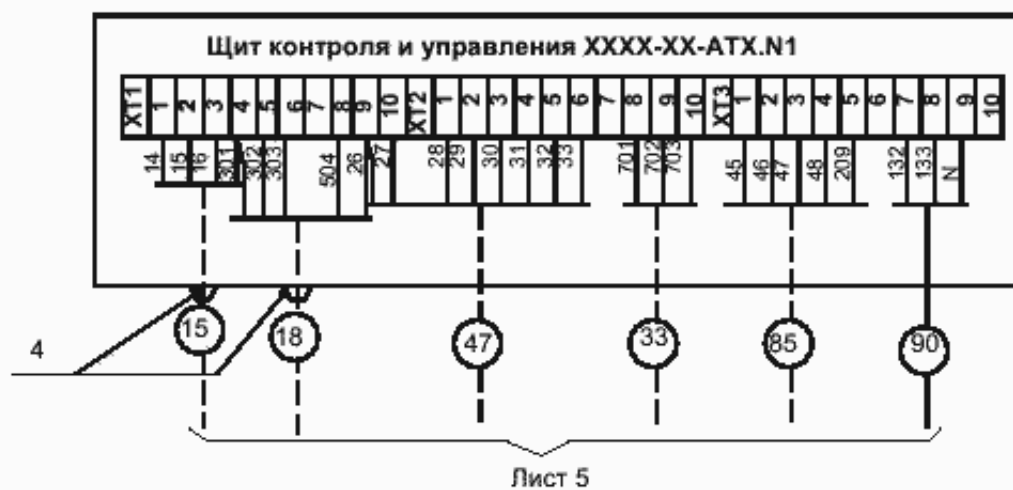 Щит контроля и управления XXXX-XX-ATX.N1
XT1 1 2 3 4 5 6 7 8 9 10 XT2 1 2 3 4 5 6 7 8 9 10 XT3 1 2 3 4 5 6 7 8 9 10
14 15 16 301 302 303 504 26 27 28 29 30 31 32 33 701 702 703 45 46 47 48 209 132 133 N
4 15 18 47 33 85 90
Лист 5